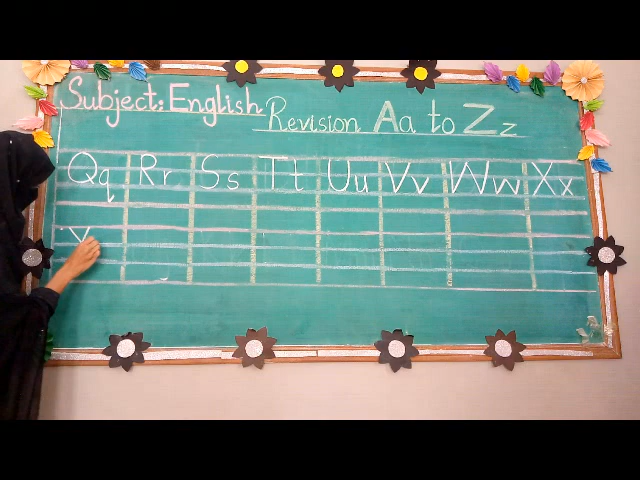 Subject: English
Revision Aa to Zz
Qq Rr Ss Tt Uu Vv Ww Xx
Y